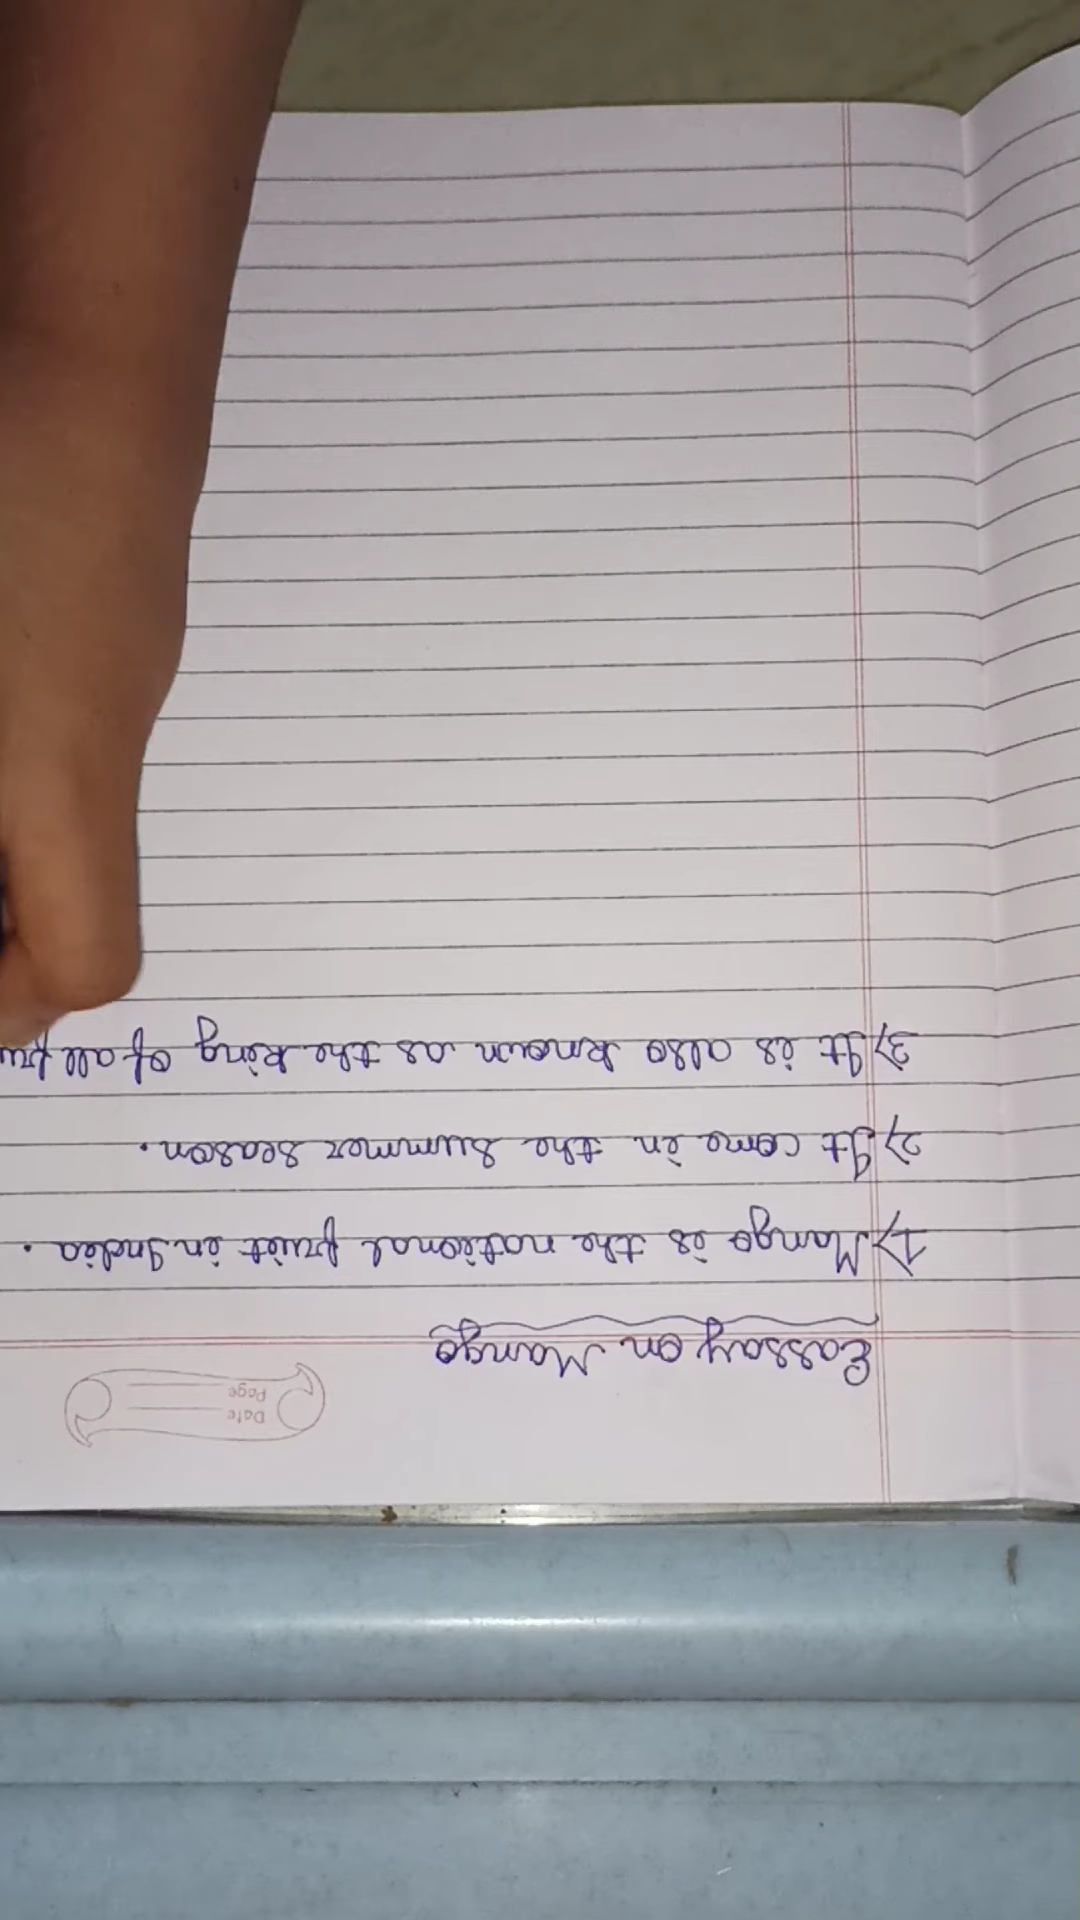 Date
Page
Eassay on Mango
1) Mango is the national fruit in India.
2) It come in the summer season.
3) It is also known as the king of all